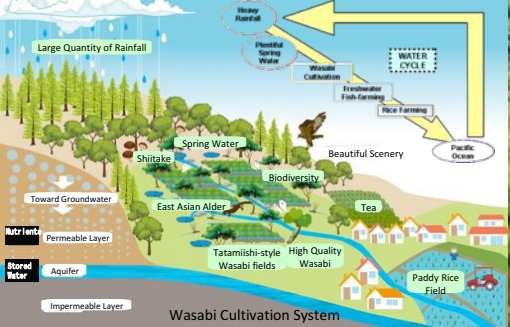 Heavy
Rainfall
Large Quantity of Rainfall
Plentiful
Spring
Water
WATER
CYCLE
Wasabi
Cultivation
Freshwater
Fish-farming
Rice Farming
Pacific
Ocean
Spring Water
Shiitake
Beautiful Scenery
Biodiversity
Toward Groundwater
East Asian Alder
Tea
Nutrients
Permeable Layer
Tatamiishi-style
Wasabi fields
High Quality
Wasabi
Stored
Water
Aquifer
Paddy Rice
Field
Impermeable Layer
Wasabi Cultivation System